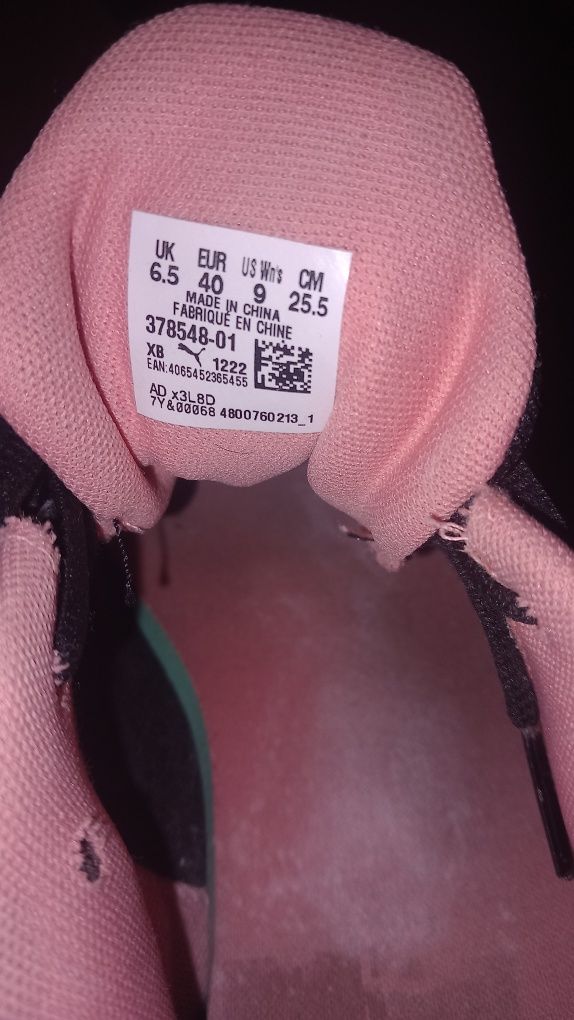 UK EUR US Wn's CM
6.5 40 9 25.5
MADE IN CHINA
FABRIQUÉ EN CHINE
378548-01
XB 1222
EAN:4065452365455
AD x3L8D
7Y&00068 4800760213_1